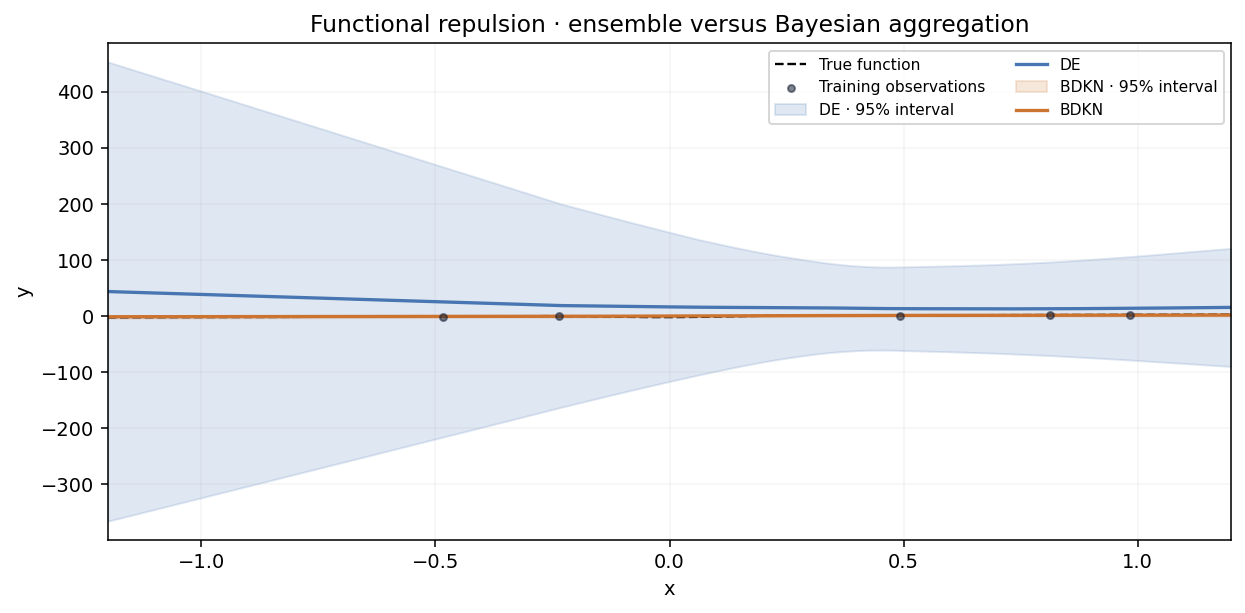 Functional repulsion · ensemble versus Bayesian aggregation
True function
Training observations
DE · 95% interval
DE
BDKN · 95% interval
BDKN
y
400
300
200
100
0
−100
−200
−300
−1.0
−0.5
0.0
0.5
1.0
x